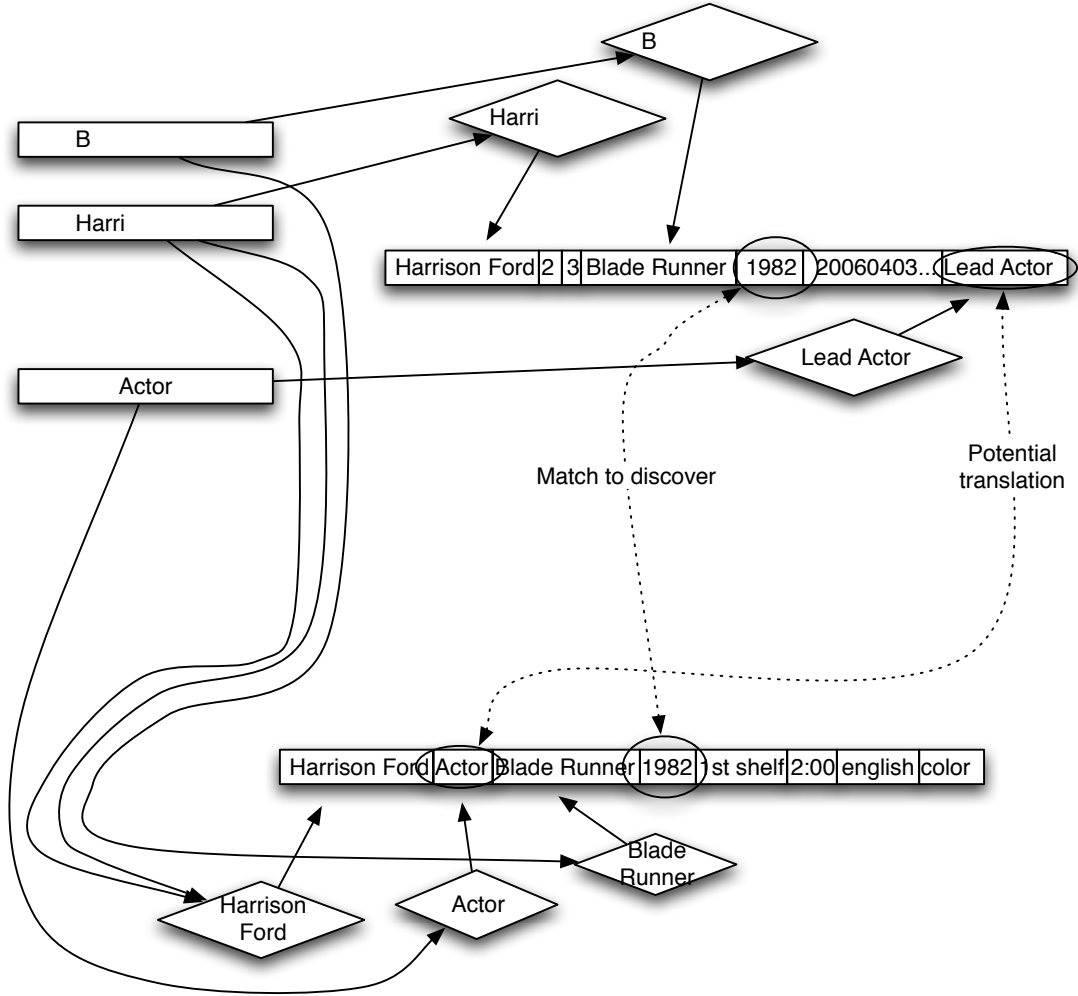 B
Harri
B
Harri
Harrison Ford 2 3 Blade Runner 1982 20060403... Lead Actor
Lead Actor
Actor
Match to discover
Potential
translation
Harrison Ford Actor Blade Runner 1982 1st shelf 2:00 english color
Blade
Runner
Harrison
Ford
Actor